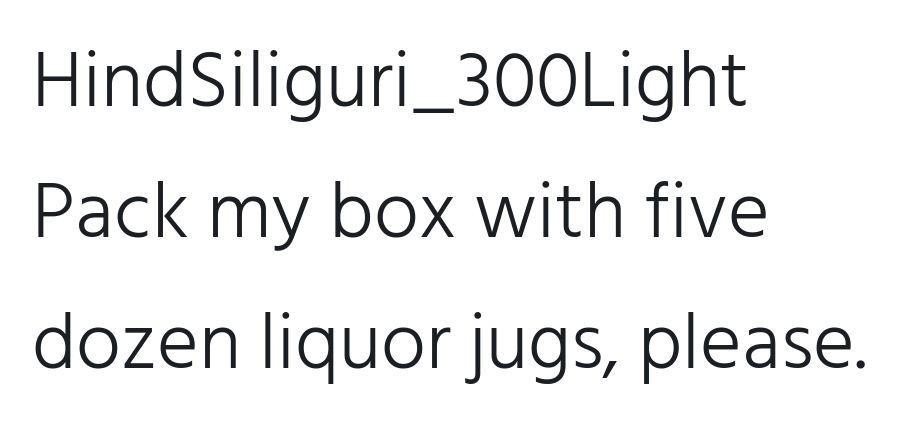 HindSiliguri_300Light
Pack my box with five
dozen liquor jugs, please.